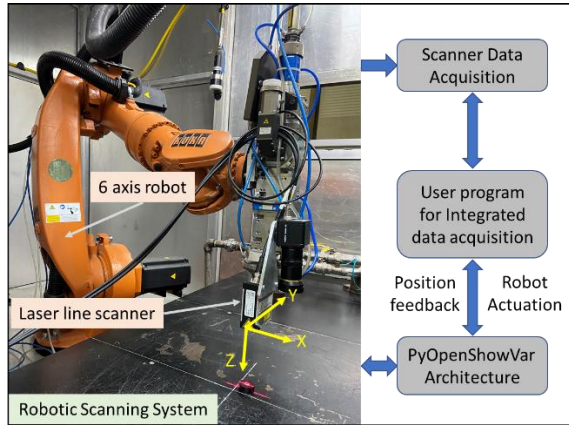 6 axis robot
Laser line scanner
Y
X
Z
Robotic Scanning System
Scanner Data
Acquisition
User program
for Integrated
data acquisition
Position
feedback
Robot
Actuation
PyOpenShowVar
Architecture